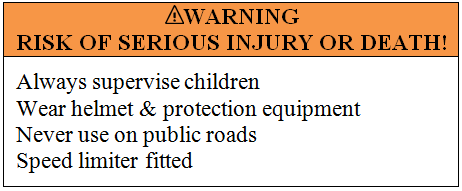 ⚠WARNING
RISK OF SERIOUS INJURY OR DEATH!
Always supervise children
Wear helmet & protection equipment
Never use on public roads
Speed limiter fitted